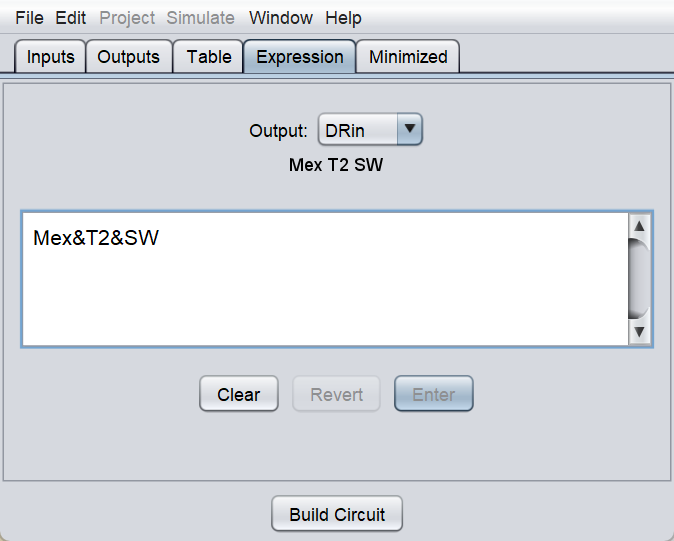 File Edit Project Simulate Window Help
Inputs Outputs Table Expression Minimized
Output: DRin
Mex T2 SW
Mex&T2&SW
Clear Revert Enter
Build Circuit